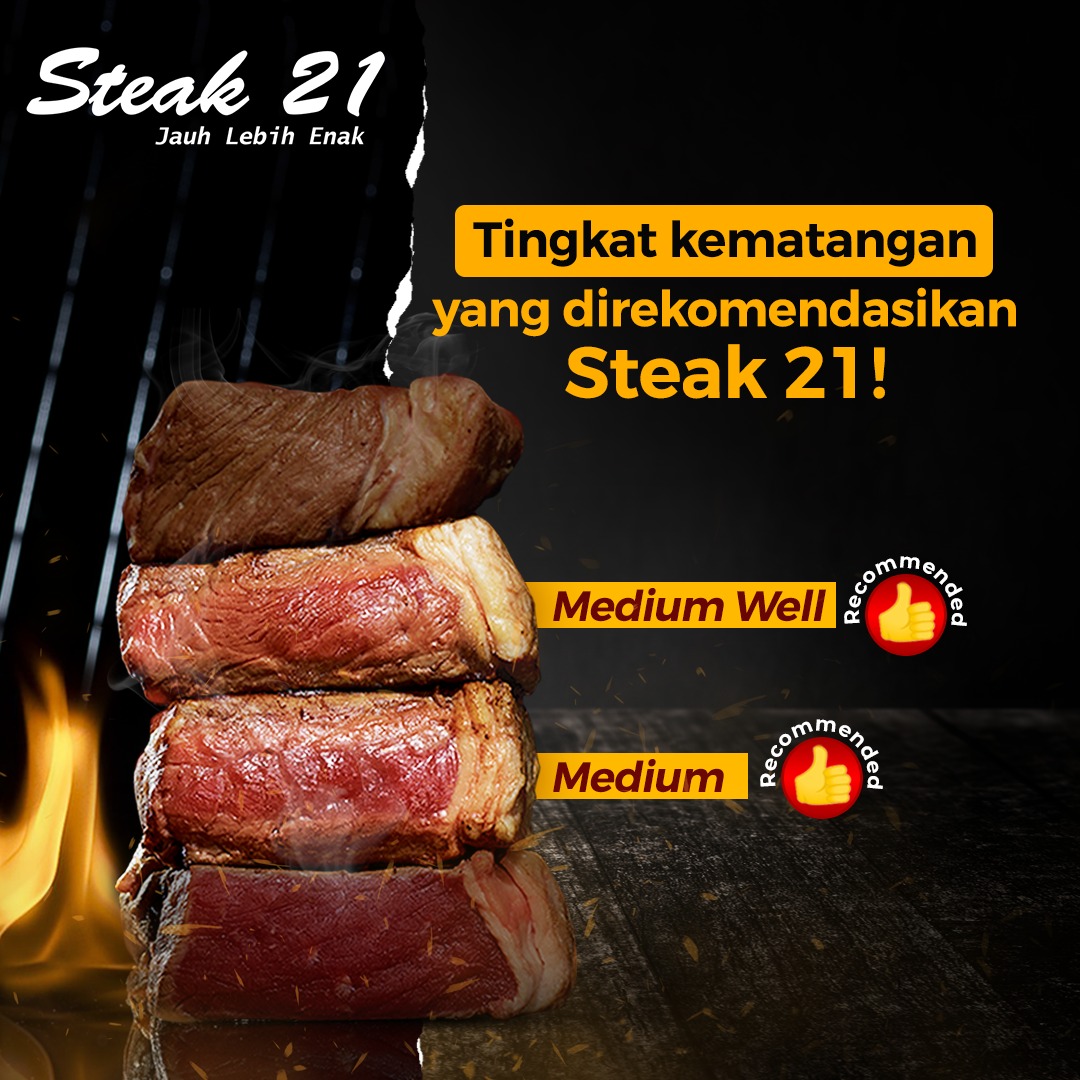 Steak 21
Jauh Lebih Enak
Tingkat kematangan
yang direkomendasikan
Steak 21!
Medium Well
Recommended
Medium
Recommended